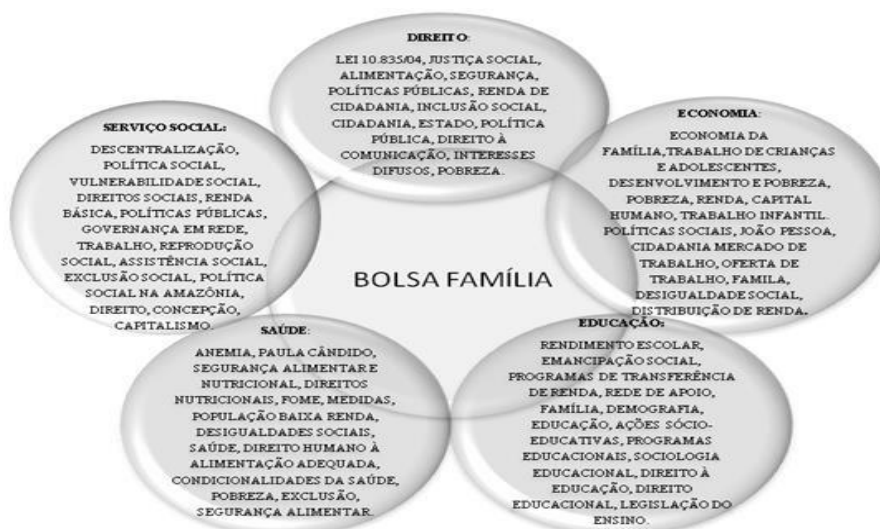 DIREITO:
LEI 10.835/04, JUSTIÇA SOCIAL,
ALIMENTAÇÃO, SEGURANÇA,
POLÍTICAS PÚBLICAS, RENDA DE
CIDADANIA, INCLUSÃO SOCIAL,
CIDADANIA, ESTADO, POLÍTICA
PÚBLICA, DIREITO À
COMUNICAÇÃO, INTERESSES
DIFUSOS, POBREZA.
SERVIÇO SOCIAL:
DESCENTRALIZAÇÃO,
POLÍTICA SOCIAL,
VULNERABILIDADE SOCIAL,
DIREITOS SOCIAIS, RENDA
BÁSICA, POLÍTICAS PÚBLICAS,
GOVERNANÇA EM REDE,
TRABALHO, REPRODUÇÃO
SOCIAL, ASSISTÊNCIA SOCIAL,
EXCLUSÃO SOCIAL, POLÍTICA
SOCIAL NA AMAZÔNIA,
DIREITO, CONCEPÇÃO,
CAPITALISMO.
ECONOMIA:
ECONOMIA DA
FAMÍLIA,TRABALHO DE CRIANÇAS
E ADOLESCENTES,
DESENVOLVIMENTO E POBREZA,
POBREZA, RENDA, CAPITAL
HUMANO, TRABALHO INFANTIL.
POLÍTICAS SOCIAIS, JOÃO PESSOA,
CIDADANIA MERCADO DE
TRABALHO, OFERTA DE
TRABALHO, FAMILA,
DESIGUALDADE SOCIAL,
DISTRIBUIÇÃO DE RENDA.
BOLSA FAMÍLIA
SAÚDE:
ANEMIA, PAULA CÂNDIDO,
SEGURANÇA ALIMENTAR E
NUTRICIONAL, DIREITOS
NUTRICIONAIS, FOME, MEDIDAS,
POPULAÇÃO BAIXA RENDA,
DESIGUALDADES SOCIAIS,
SAÚDE, DIREITO HUMANO À
ALIMENTAÇÃO ADEQUADA,
CONDICIONALIDADES DA SAÚDE,
POBREZA, EXCLUSÃO,
SEGURANÇA ALIMENTAR.
EDUCAÇÃO:
RENDIMENTO ESCOLAR,
EMANCIPAÇÃO SOCIAL,
PROGRAMAS DE TRANSFERÊNCIA
DE RENDA, REDE DE APOIO,
FAMÍLIA, DEMOGRAFIA,
EDUCAÇÃO, AÇÕES SÓCIO-
EDUCATIVAS, PROGRAMAS
EDUCACIONAIS, SOCIOLOGIA
EDUCACIONAL, DIREITO À
EDUCAÇÃO, DIREITO
EDUCACIONAL, LEGISLAÇÃO DO
ENSINO.